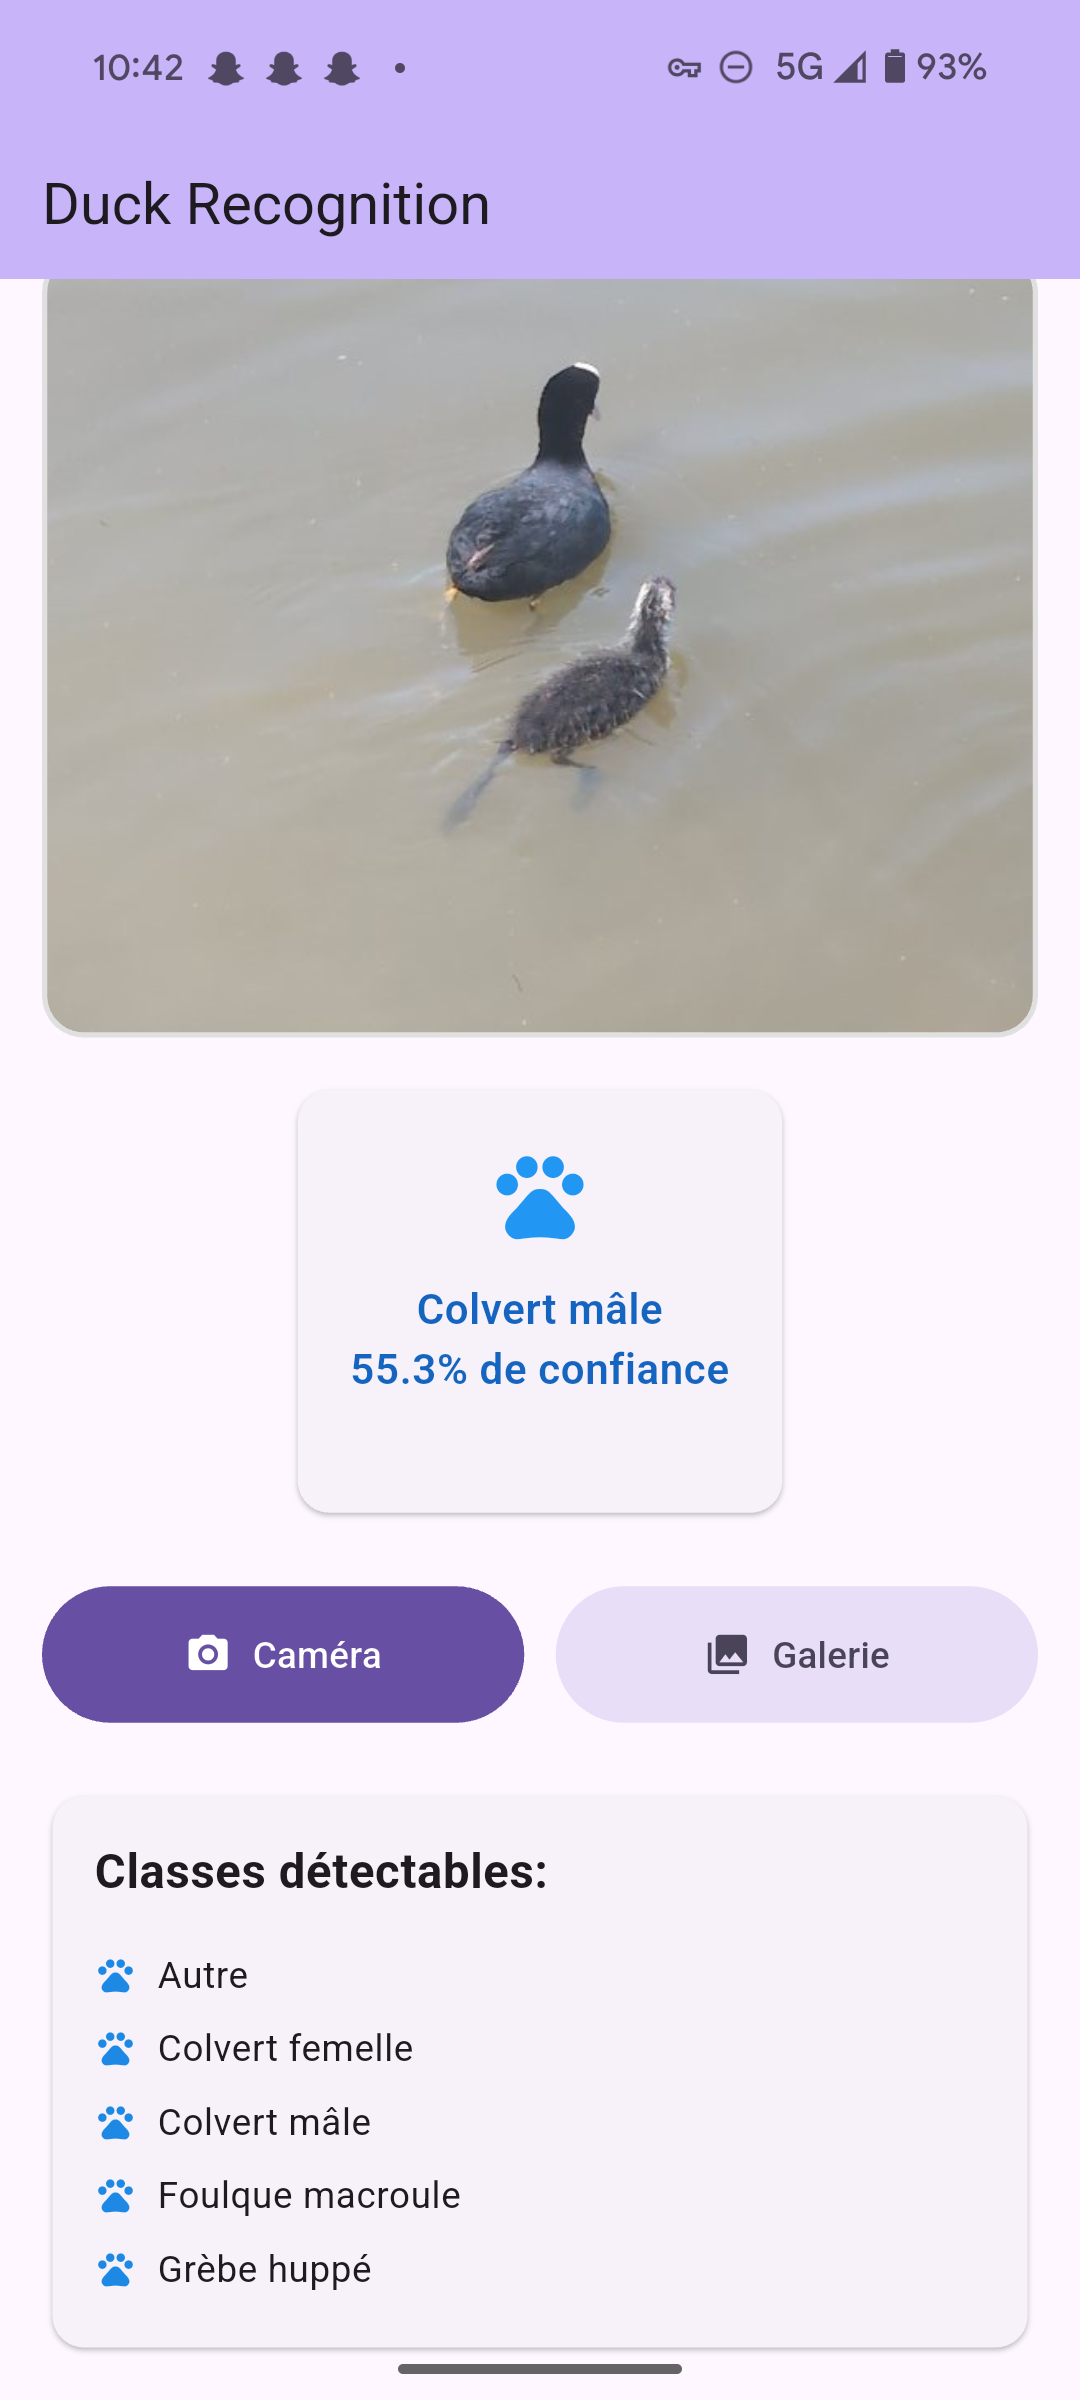 10:42
5G
93%
Duck Recognition
Colvert mâle
55.3% de confiance
Caméra
Galerie
Classes détectables:
Autre
Colvert femelle
Colvert mâle
Foulque macroule
Grèbe huppé